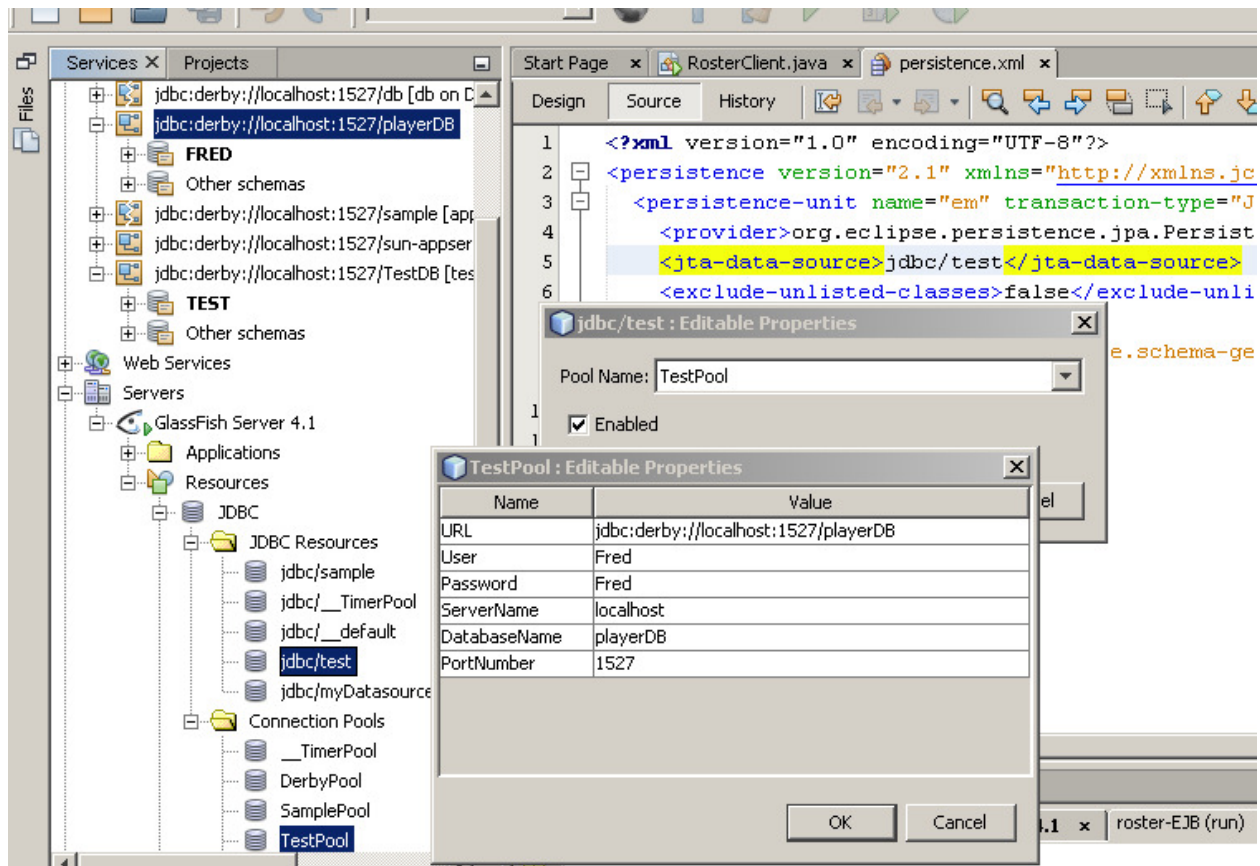 Files
Services
Projects
jdbc:derby://localhost:1527/db [db on D
jdbc:derby://localhost:1527/playerDB
FRED
Other schemas
jdbc:derby://localhost:1527/sample [app
jdbc:derby://localhost:1527/sun-appser
jdbc:derby://localhost:1527/TestDB [tes
TEST
Other schemas
Web Services
Servers
GlassFish Server 4.1
Applications
Resources
JDBC
JDBC Resources
jdbc/sample
jdbc/__TimerPool
jdbc/__default
jdbc/test
jdbc/myDatasource
Connection Pools
__TimerPool
DerbyPool
SamplePool
TestPool
Start Page
RosterClient.java
persistence.xml
Design Source History
1 <?xml version="1.0" encoding="UTF-8"?>
2 <persistence version="2.1" xmlns="http://xmlns.jc
3 <persistence-unit name="em" transaction-type="J
4 <provider>org.eclipse.persistence.jpa.Persist
5 <jta-data-source>jdbc/test</jta-data-source>
6 <exclude-unlisted-classes>false</exclude-unli
e.schema-ge
1
1
jdbc/test : Editable Properties
Pool Name: TestPool
Enabled
el
TestPool : Editable Properties
Name Value
URL jdbc:derby://localhost:1527/playerDB
User Fred
Password Fred
ServerName localhost
DatabaseName playerDB
PortNumber 1527
OK Cancel
4.1
roster-EJB (run)